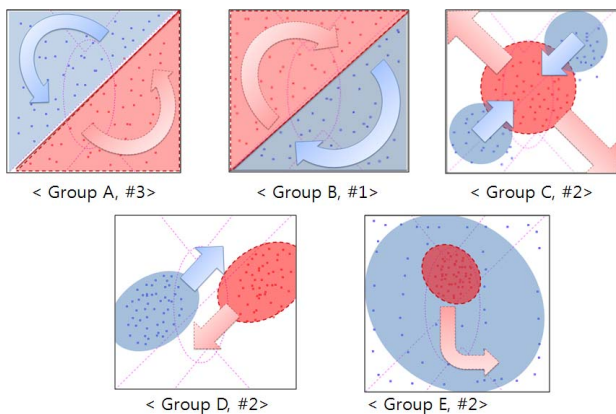 < Group A, #3>
< Group B, #1>
< Group C, #2>
< Group D, #2>
< Group E, #2>